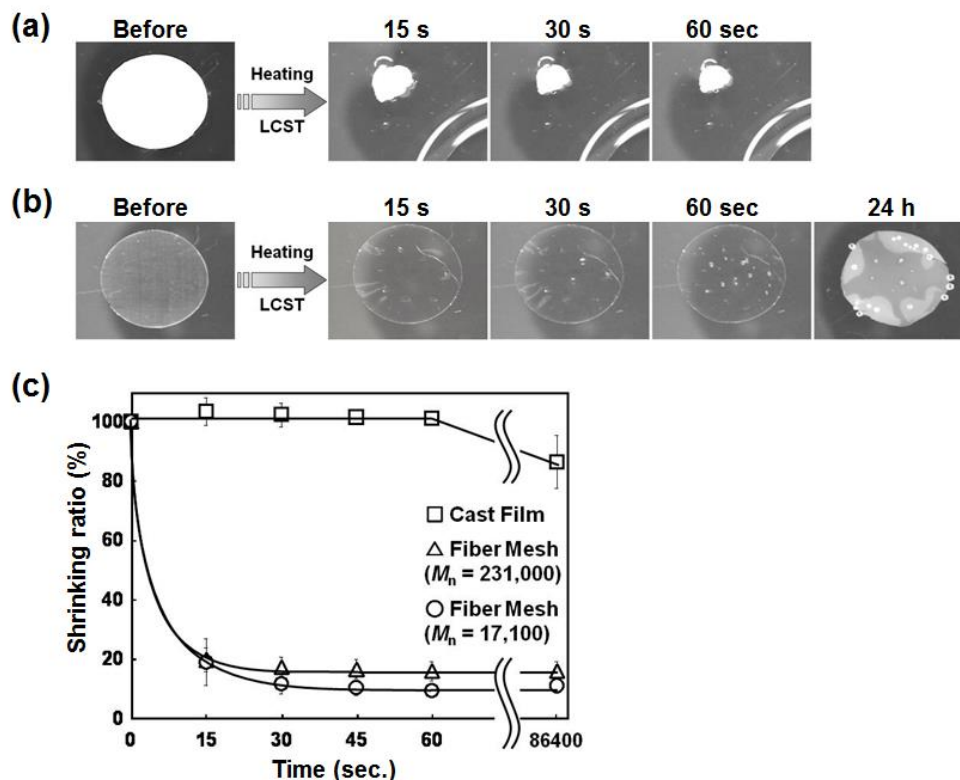 (a)
Before
Heating
LCST
15 s
30 s
60 sec
(b)
Before
Heating
LCST
15 s
30 s
60 sec
24 h
(c)
Shrinking ratio (%)
100
80
60
40
20
0
Cast Film
Fiber Mesh
(Mn = 231,000)
Fiber Mesh
(Mn = 17,100)
0
15
30
45
60
86400
Time (sec.)